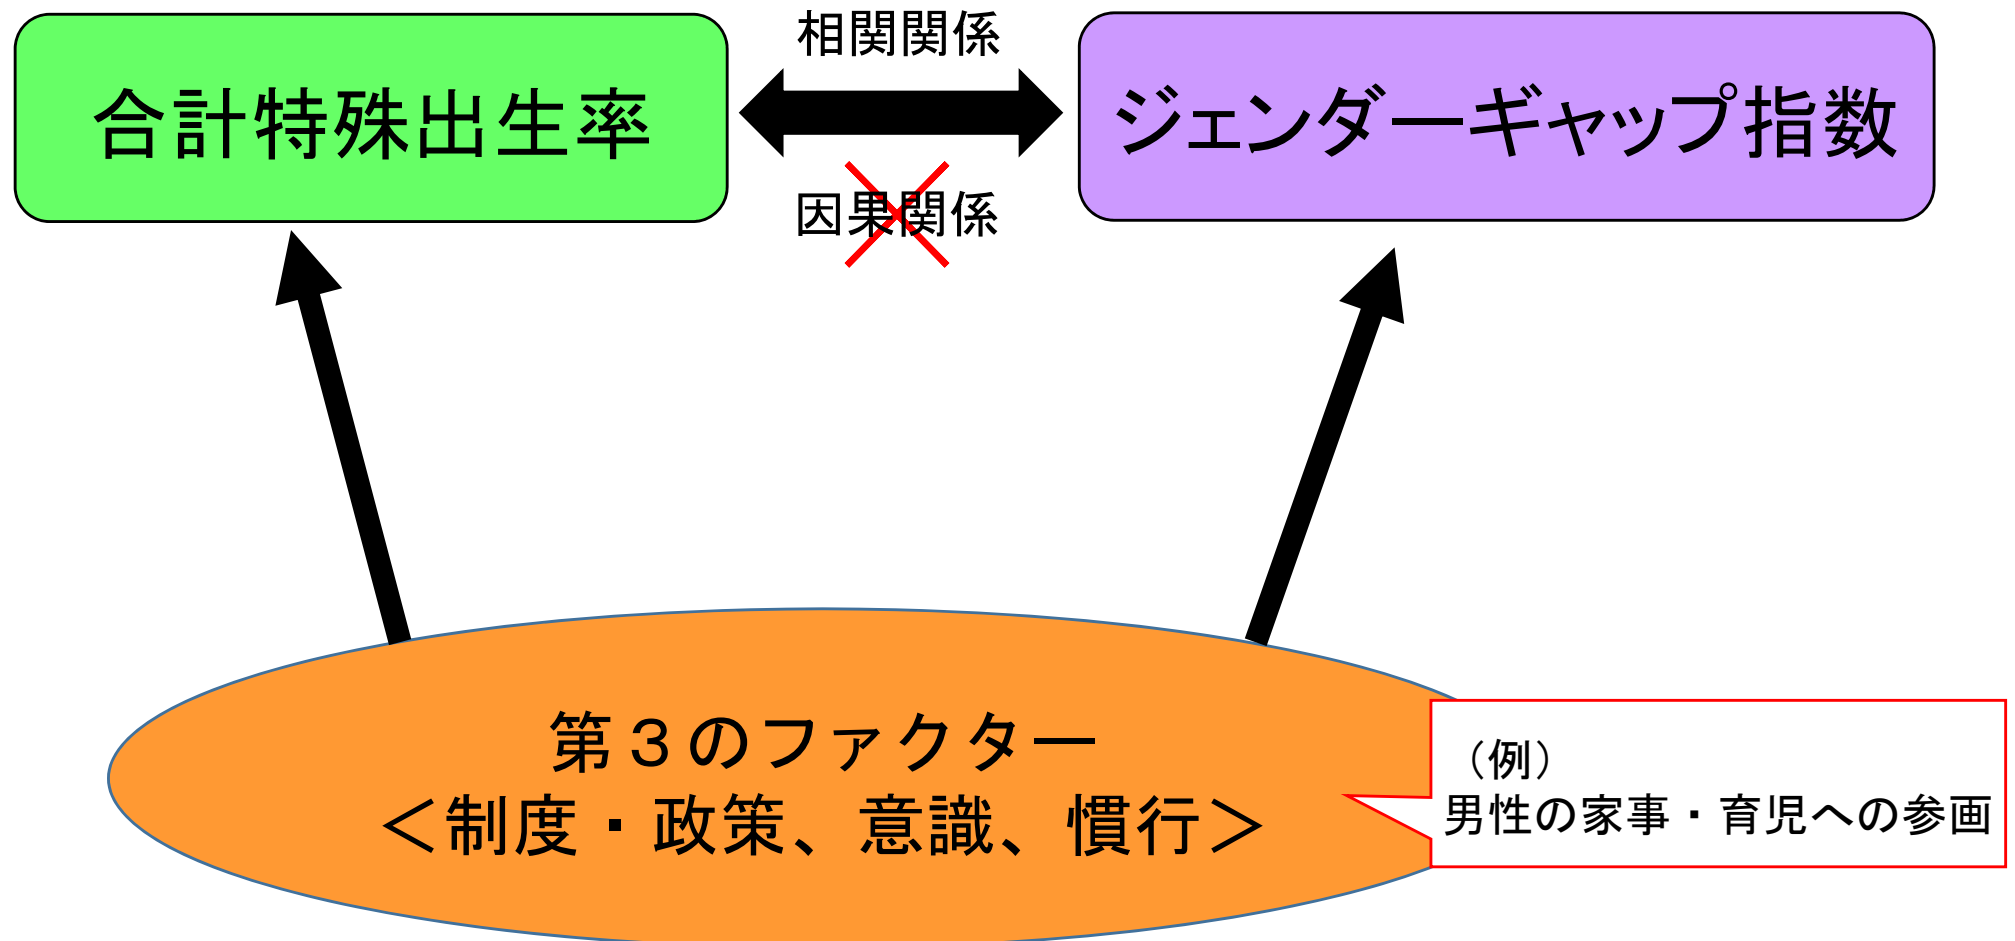 相関関係
合計特殊出生率
ジェンダーギャップ指数
因果関係
第３のファクター
＜制度・政策、意識、慣行＞
（例）
男性の家事・育児への参画